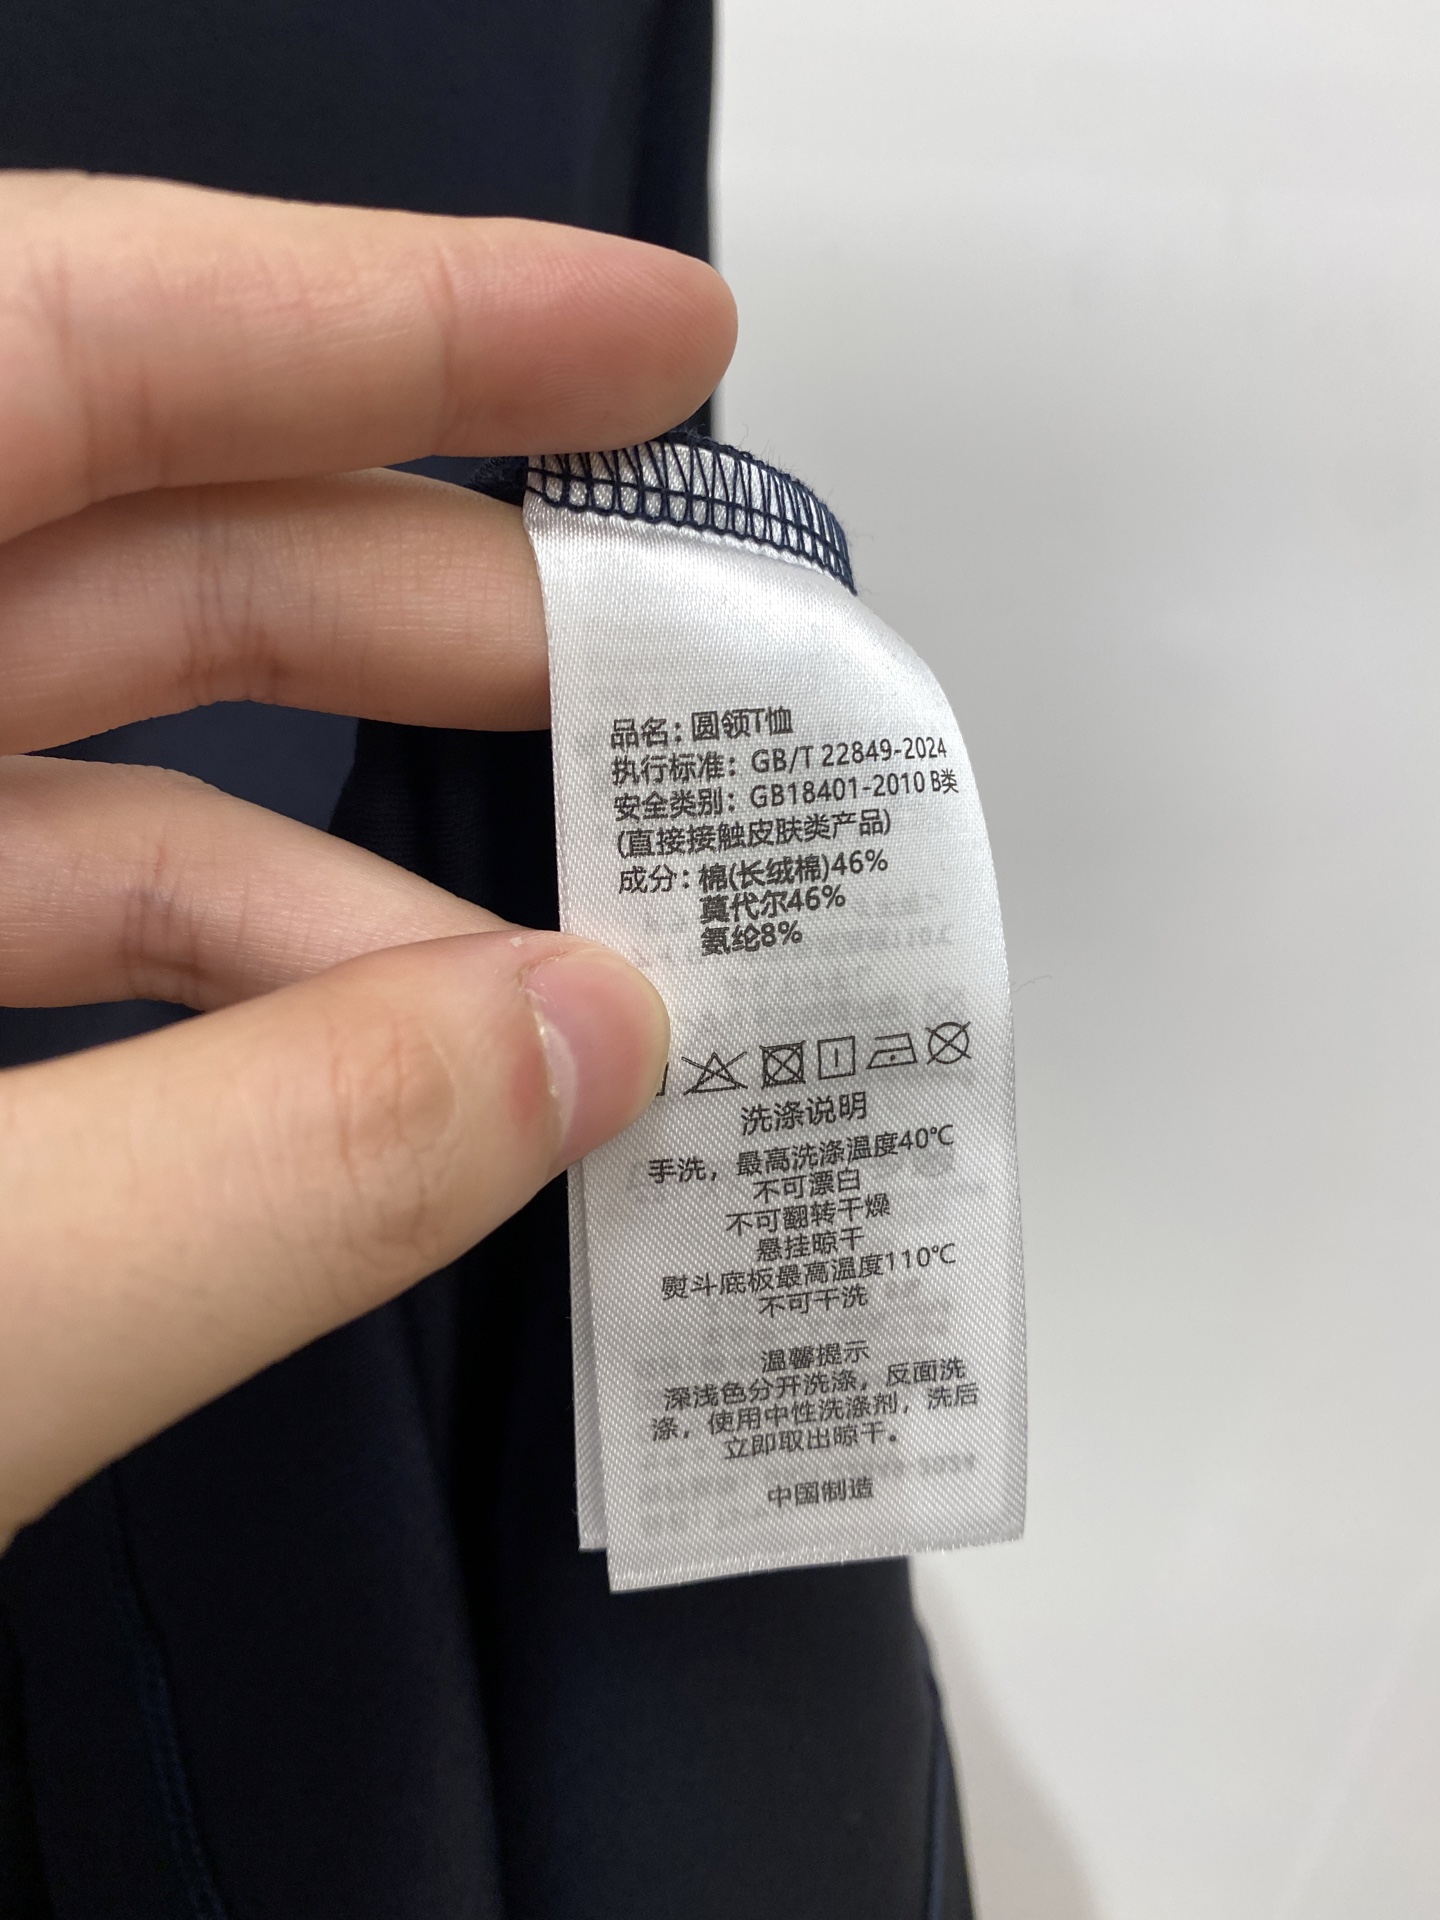 品名：圆领T恤
执行标准：GB/T 22849-2024
安全类别：GB18401-2010 B类
(直接接触皮肤类产品)
成分：棉(长绒棉)46%
莫代尔46%
氨纶8%
洗涤说明
手洗，最高洗涤温度40℃
不可漂白
不可翻转干燥
悬挂晾干
熨斗底板最高温度110℃
不可干洗
温馨提示
深浅色分开洗涤，反面洗
涤，使用中性洗涤剂，洗后
立即取出晾干。
中国制造